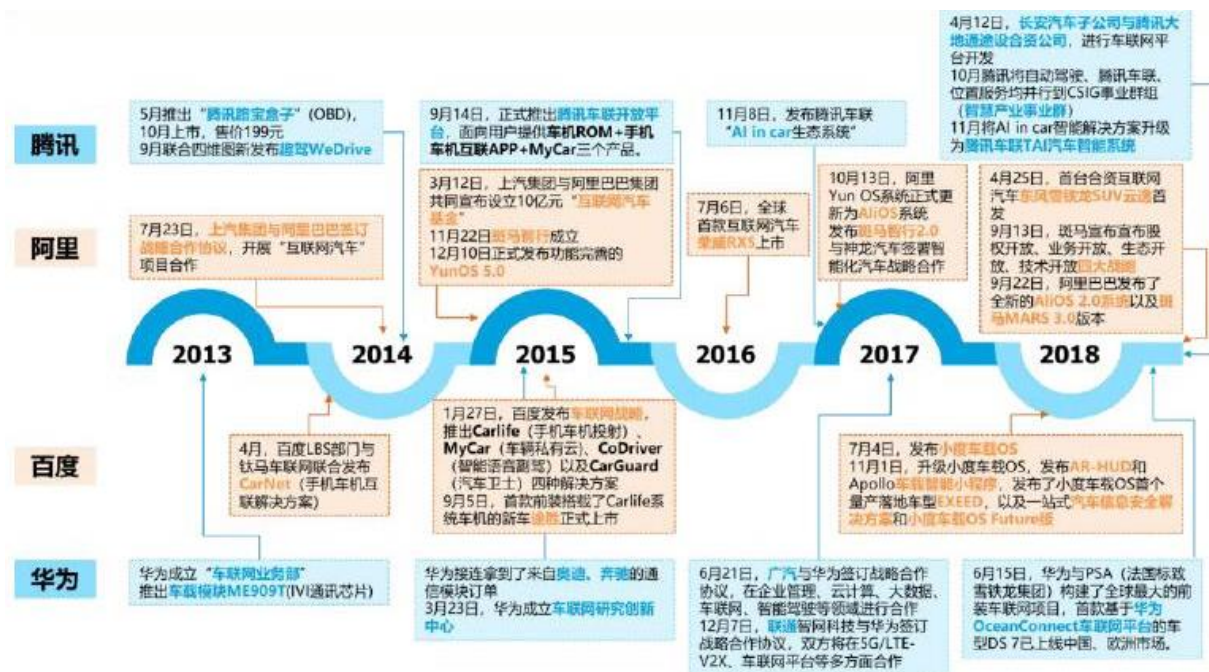 4月12日，长安汽车子公司与腾讯大
地通途设合资公司，进行车联网平
台开发
10月腾讯将自动驾驶、腾讯车联、
位置服务均并行到CSIG事业群组
（智慧产业事业群）
11月将AI in car智能解决方案升级
为腾讯车联TAI汽车智能系统
腾讯
5月推出“腾讯路宝盒子”(OBD)，
10月上市，售价199元
9月联合四维图新发布趣驾WeDrive
9月14日，正式推出腾讯车联开放平
台，面向用户提供车机ROM+手机
车机互联APP+MyCar三个产品。
11月8日，发布腾讯车联
“AI in car生态系统”
阿里
7月23日，上汽集团与阿里巴巴签订
战略合作协议，开展“互联网汽车”
项目合作
3月12日，上汽集团与阿里巴巴集团
共同宣布设立10亿元“互联网汽车
基金”
11月22日斑马智行成立
12月10日正式发布功能完善的
YunOS 5.0
7月6日，全球
首款互联网汽车
荣威RX5上市
10月13日，阿里
Yun OS系统正式更
新为AliOS系统
发布斑马智行2.0
与神龙汽车签署智
能化汽车战略合作
4月25日，首台合资互联网
汽车东风雪铁龙SUV云逸首
发
9月13日，斑马宣布宣布股
权开放、业务开放、生态开
放、技术开放四大战略
9月22日，阿里巴巴发布了
全新的AliOS 2.0系统以及斑
马MARS 3.0版本
2013
2014
2015
2016
2017
2018
百度
4月，百度LBS部门与
钛马车联网联合发布
CarNet（手机车机互
联解决方案）
1月27日，百度发布车联网战略，
推出Carlife（手机车机投射）、
MyCar（车辆私有云）、CoDriver
（智能语音副驾）以及CarGuard
（汽车卫士）四种解决方案
9月5日，首款前装搭载了Carlife系
统车机的新车途胜正式上市
7月4日，发布小度车载OS
11月1日，升级小度车载OS，发布AR-HUD和
Apollo车载智能小程序，发布了小度车载OS首个
量产落地车型EXEED，以及一站式汽车信息安全解
决方案和小度车载OS Future版
华为
华为成立“车联网业务部”
推出车载模块ME909T(IVI通讯芯片)
华为接连拿到了来自奥迪、奔驰的通
信模块订单
3月23日，华为成立车联网研究创新
中心
6月21日，广汽与华为签订战略合作
协议，在企业管理、云计算、大数据、
车联网、智能驾驶等领域进行合作
12月7日，联通智网科技与华为签订
战略合作协议，双方将在5G/LTE-
V2X、车联网平台等多方面合作
6月15日，华为与PSA（法国标致
雪铁龙集团）构建了全球最大的前
装车联网项目，首款基于华为
OceanConnect车联网平台的车
型DS 7已上线中国、欧洲市场。